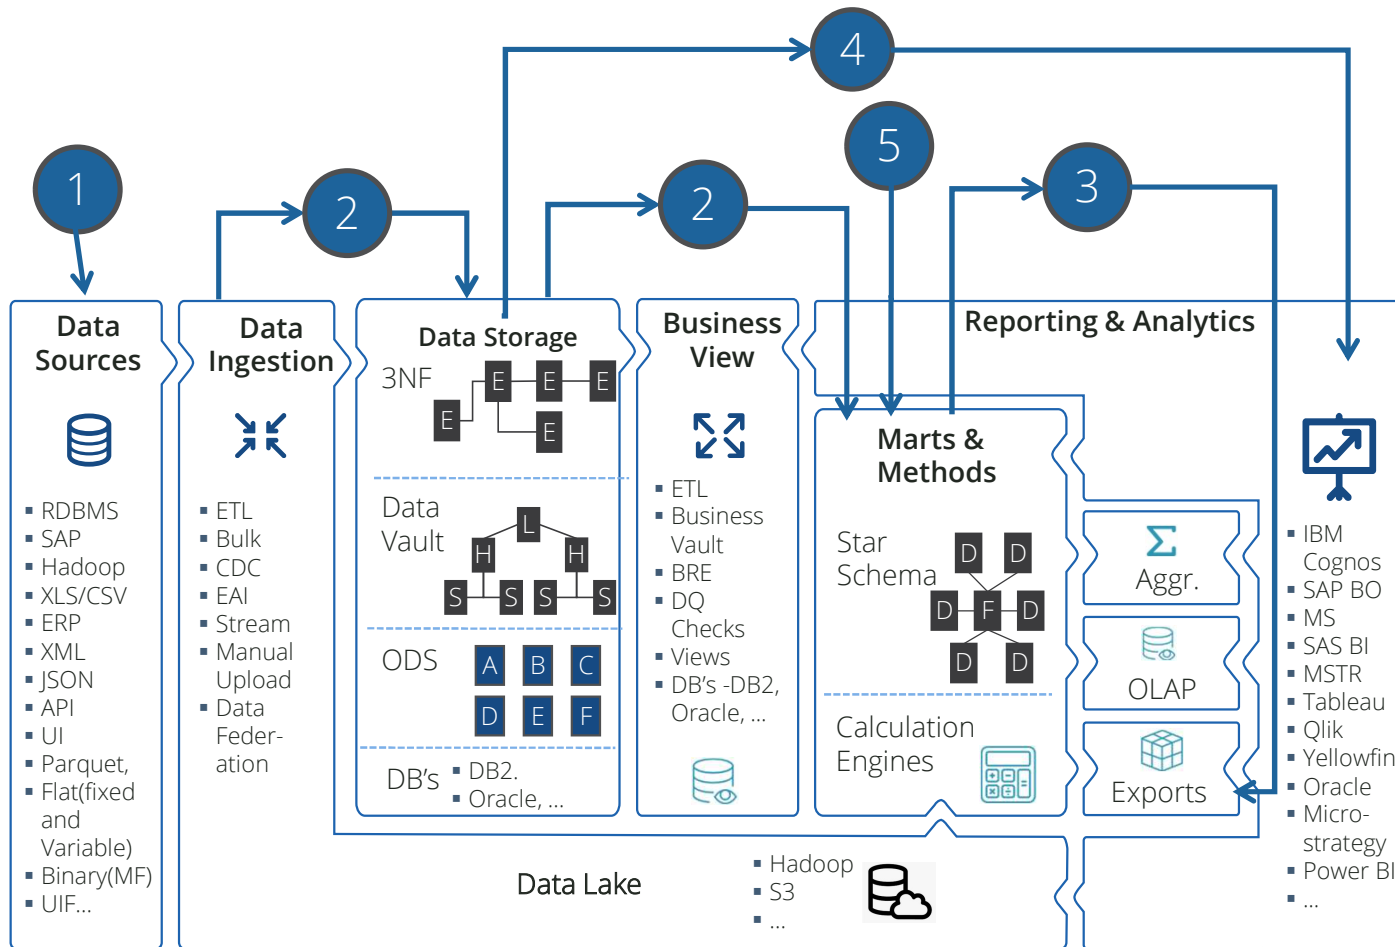 4
5
1
2
2
3
Data
Sources
▪ RDBMS
▪ SAP
▪ Hadoop
▪ XLS/CSV
▪ ERP
▪ XML
▪ JSON
▪ API
▪ UI
▪ Parquet,
▪ Flat(fixed
and
Variable)
▪ Binary(MF)
▪ UIF...
Data
Ingestion
▪ ETL
▪ Bulk
▪ CDC
▪ EAI
▪ Stream
▪ Manual
Upload
▪ Data
Feder-
ation
Data Storage
3NF
E E E
E
E
Data
Vault
L
H H
S S S S
ODS
A B C
D E F
DB's
▪ DB2.
▪ Oracle, ...
Business
View
▪ ETL
▪ Business
Vault
▪ BRE
▪ DQ
Checks
▪ Views
▪ DB's -DB2,
Oracle, ...
Reporting & Analytics
Marts &
Methods
Star
Schema
D D
D F D
D D
Calculation
Engines
Σ
Aggr.
OLAP
Exports
▪ IBM
Cognos
▪ SAP BO
▪ MS
▪ SAS BI
▪ MSTR
▪ Tableau
▪ Qlik
▪ Yellowfin
▪ Oracle
▪ Micro-
strategy
▪ Power BI
▪ ...
Data Lake
▪ Hadoop
▪ S3
▪ ...